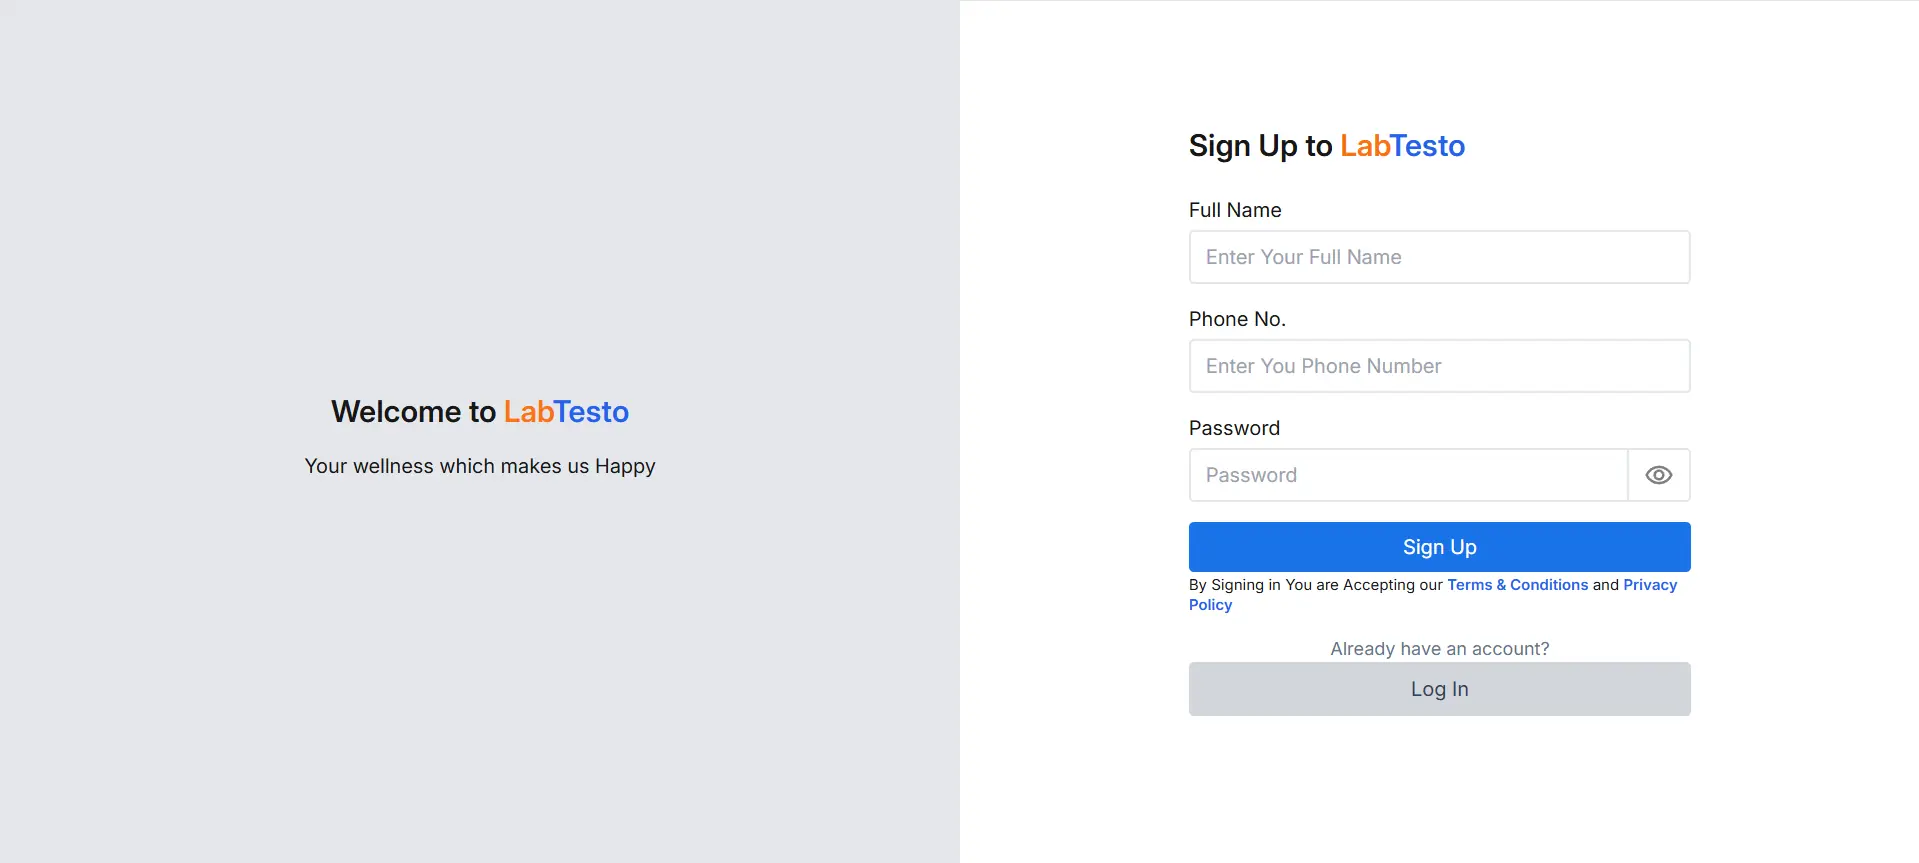 Welcome to LabTesto
Your wellness which makes us Happy
Sign Up to LabTesto
Full Name
Enter Your Full Name
Phone No.
Enter You Phone Number
Password
Password
Sign Up
By Signing in You are Accepting our Terms & Conditions and Privacy
Policy
Already have an account?
Log In